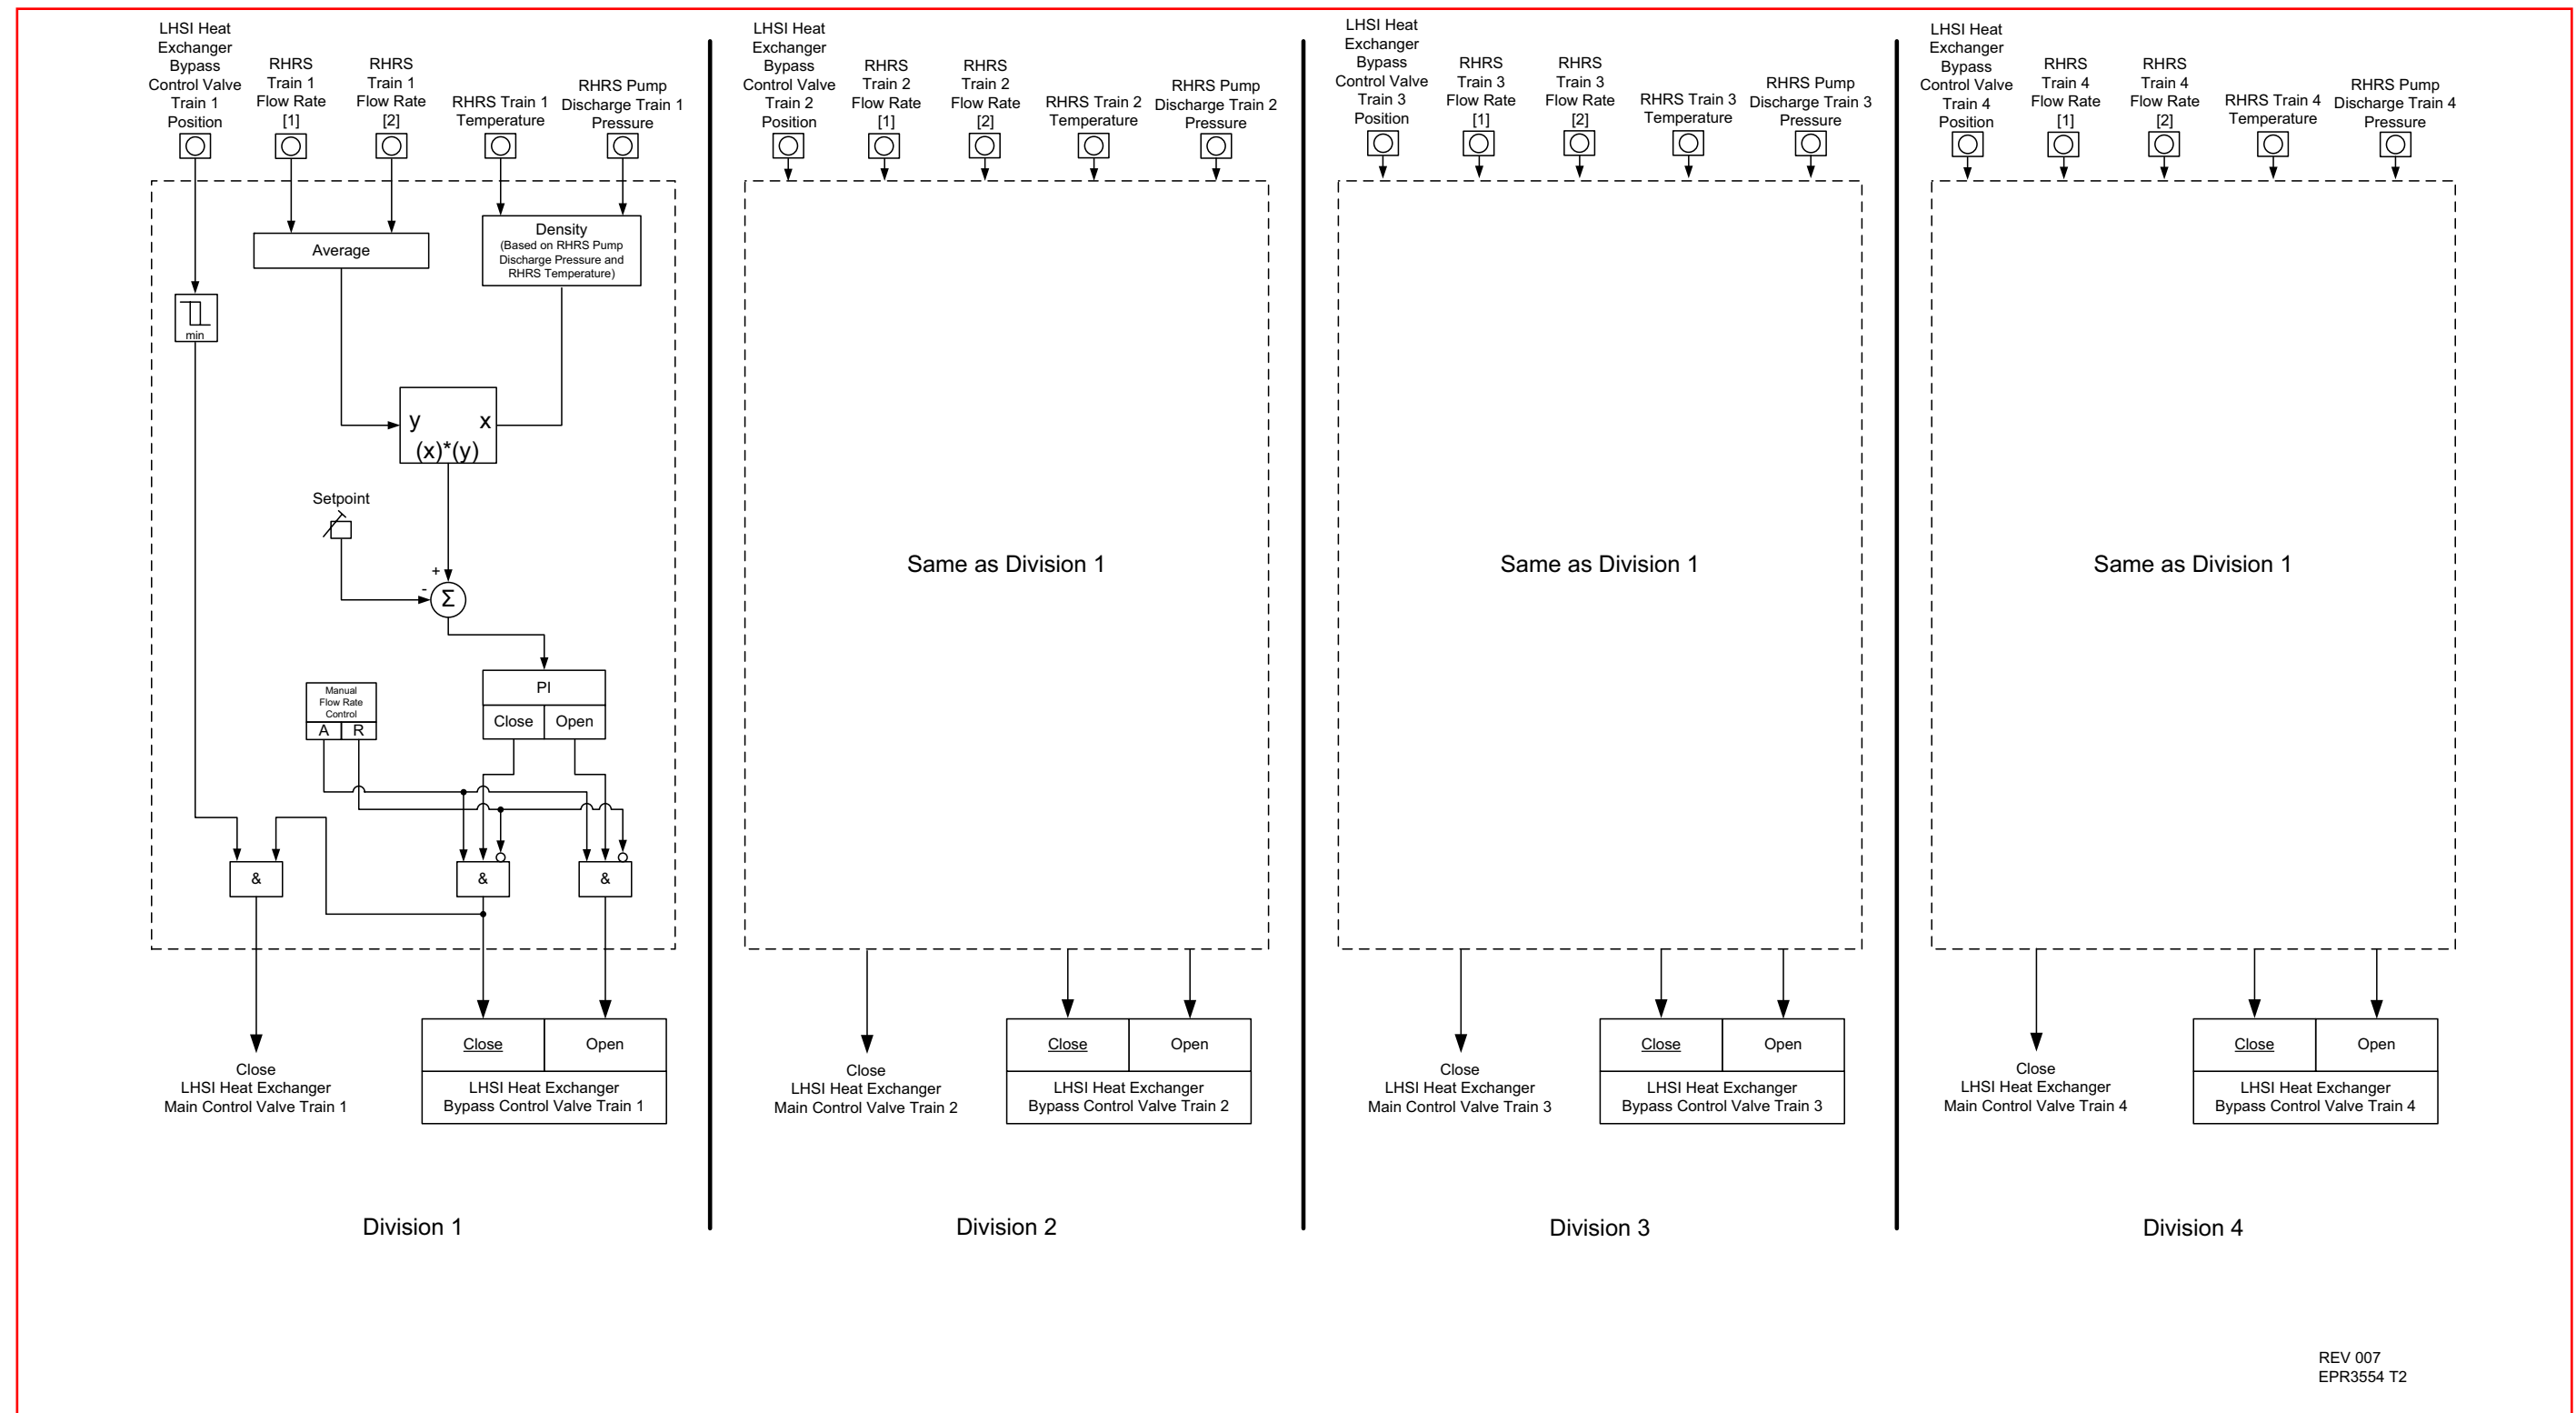 LHSI Heat
Exchanger
Bypass
Control Valve
Train 1
Position
RHRS
Train 1
Flow Rate
[1]
RHRS
Train 1
Flow Rate
[2]
RHRS Train 1
Temperature
RHRS Pump
Discharge Train 1
Pressure
Average
Density
(Based on RHRS Pump
Discharge Pressure and
RHRS Temperature)
min
y x
(x)*(y)
Setpoint
+
-
Σ
PI
Close Open
Manual
Flow Rate
Control
A R
&
&
&
Close
LHSI Heat Exchanger
Main Control Valve Train 1
Close Open
LHSI Heat Exchanger
Bypass Control Valve Train 1
Division 1
LHSI Heat
Exchanger
Bypass
Control Valve
Train 2
Position
RHRS
Train 2
Flow Rate
[1]
RHRS
Train 2
Flow Rate
[2]
RHRS Train 2
Temperature
RHRS Pump
Discharge Train 2
Pressure
Same as Division 1
Close
LHSI Heat Exchanger
Main Control Valve Train 2
Close Open
LHSI Heat Exchanger
Bypass Control Valve Train 2
Division 2
LHSI Heat
Exchanger
Bypass
Control Valve
Train 3
Position
RHRS
Train 3
Flow Rate
[1]
RHRS
Train 3
Flow Rate
[2]
RHRS Train 3
Temperature
RHRS Pump
Discharge Train 3
Pressure
Same as Division 1
Close
LHSI Heat Exchanger
Main Control Valve Train 3
Close Open
LHSI Heat Exchanger
Bypass Control Valve Train 3
Division 3
LHSI Heat
Exchanger
Bypass
Control Valve
Train 4
Position
RHRS
Train 4
Flow Rate
[1]
RHRS
Train 4
Flow Rate
[2]
RHRS Train 4
Temperature
RHRS Pump
Discharge Train 4
Pressure
Same as Division 1
Close
LHSI Heat Exchanger
Main Control Valve Train 4
Close Open
LHSI Heat Exchanger
Bypass Control Valve Train 4
Division 4
REV 007
EPR3554 T2